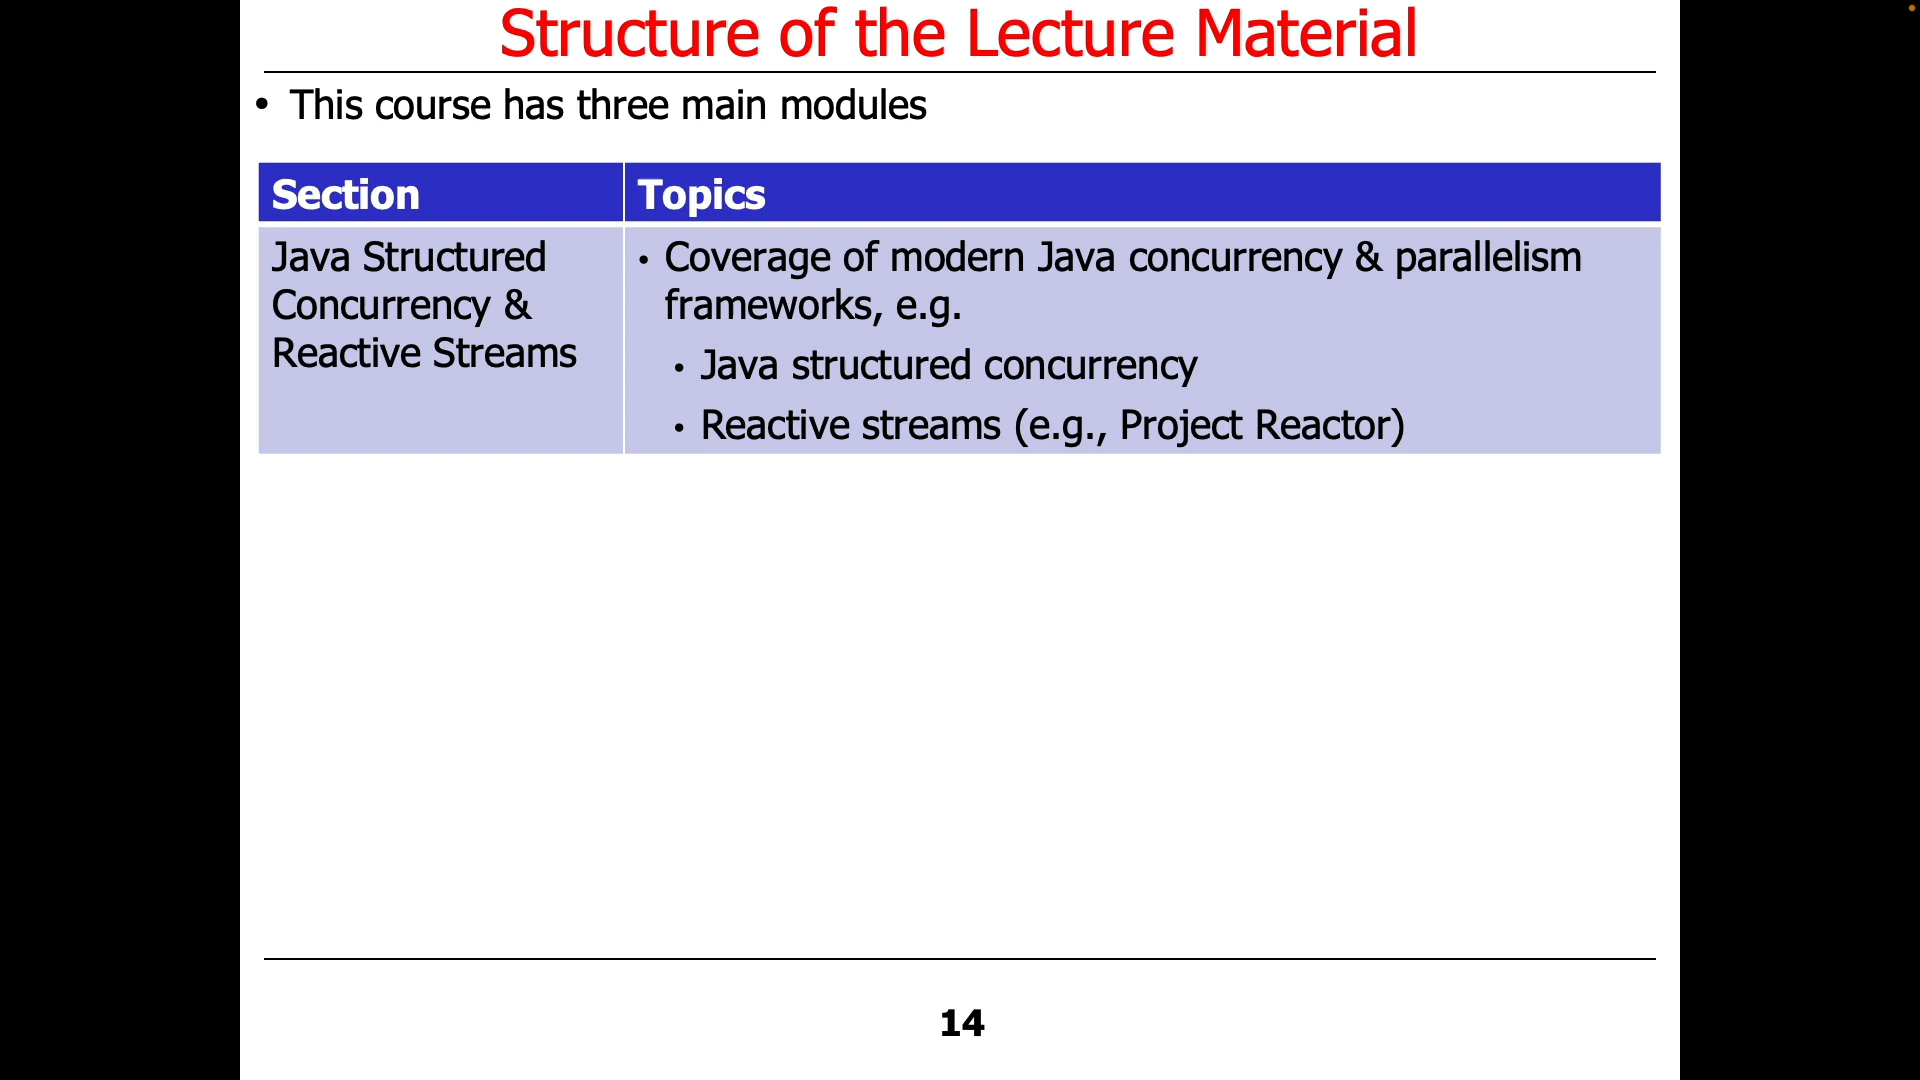 Structure of the Lecture Material
• This course has three main modules
Section
Topics
Java Structured
Concurrency &
Reactive Streams
• Coverage of modern Java concurrency & parallelism
frameworks, e.g.
• Java structured concurrency
• Reactive streams (e.g., Project Reactor)
14